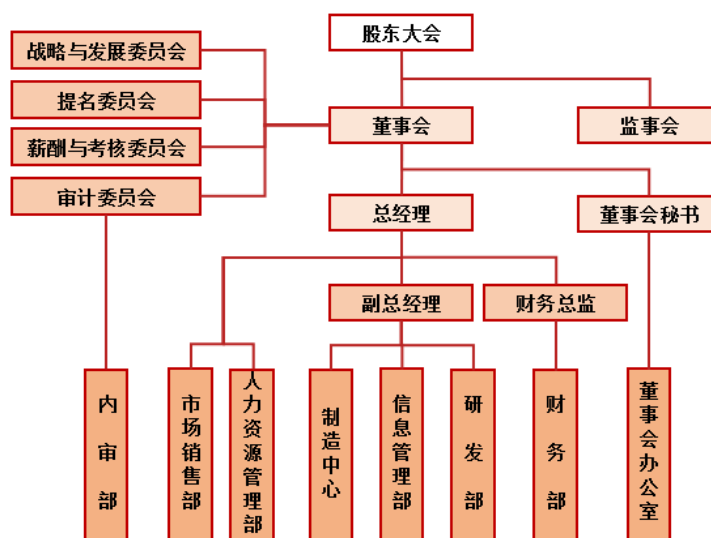 股东大会
战略与发展委员会
提名委员会
董事会
监事会
薪酬与考核委员会
审计委员会
总经理
董事会秘书
副总经理
财务总监
内审部
市场销售部
人力资源管理部
制造中心
信息管理部
研发部
财务部
董事会办公室